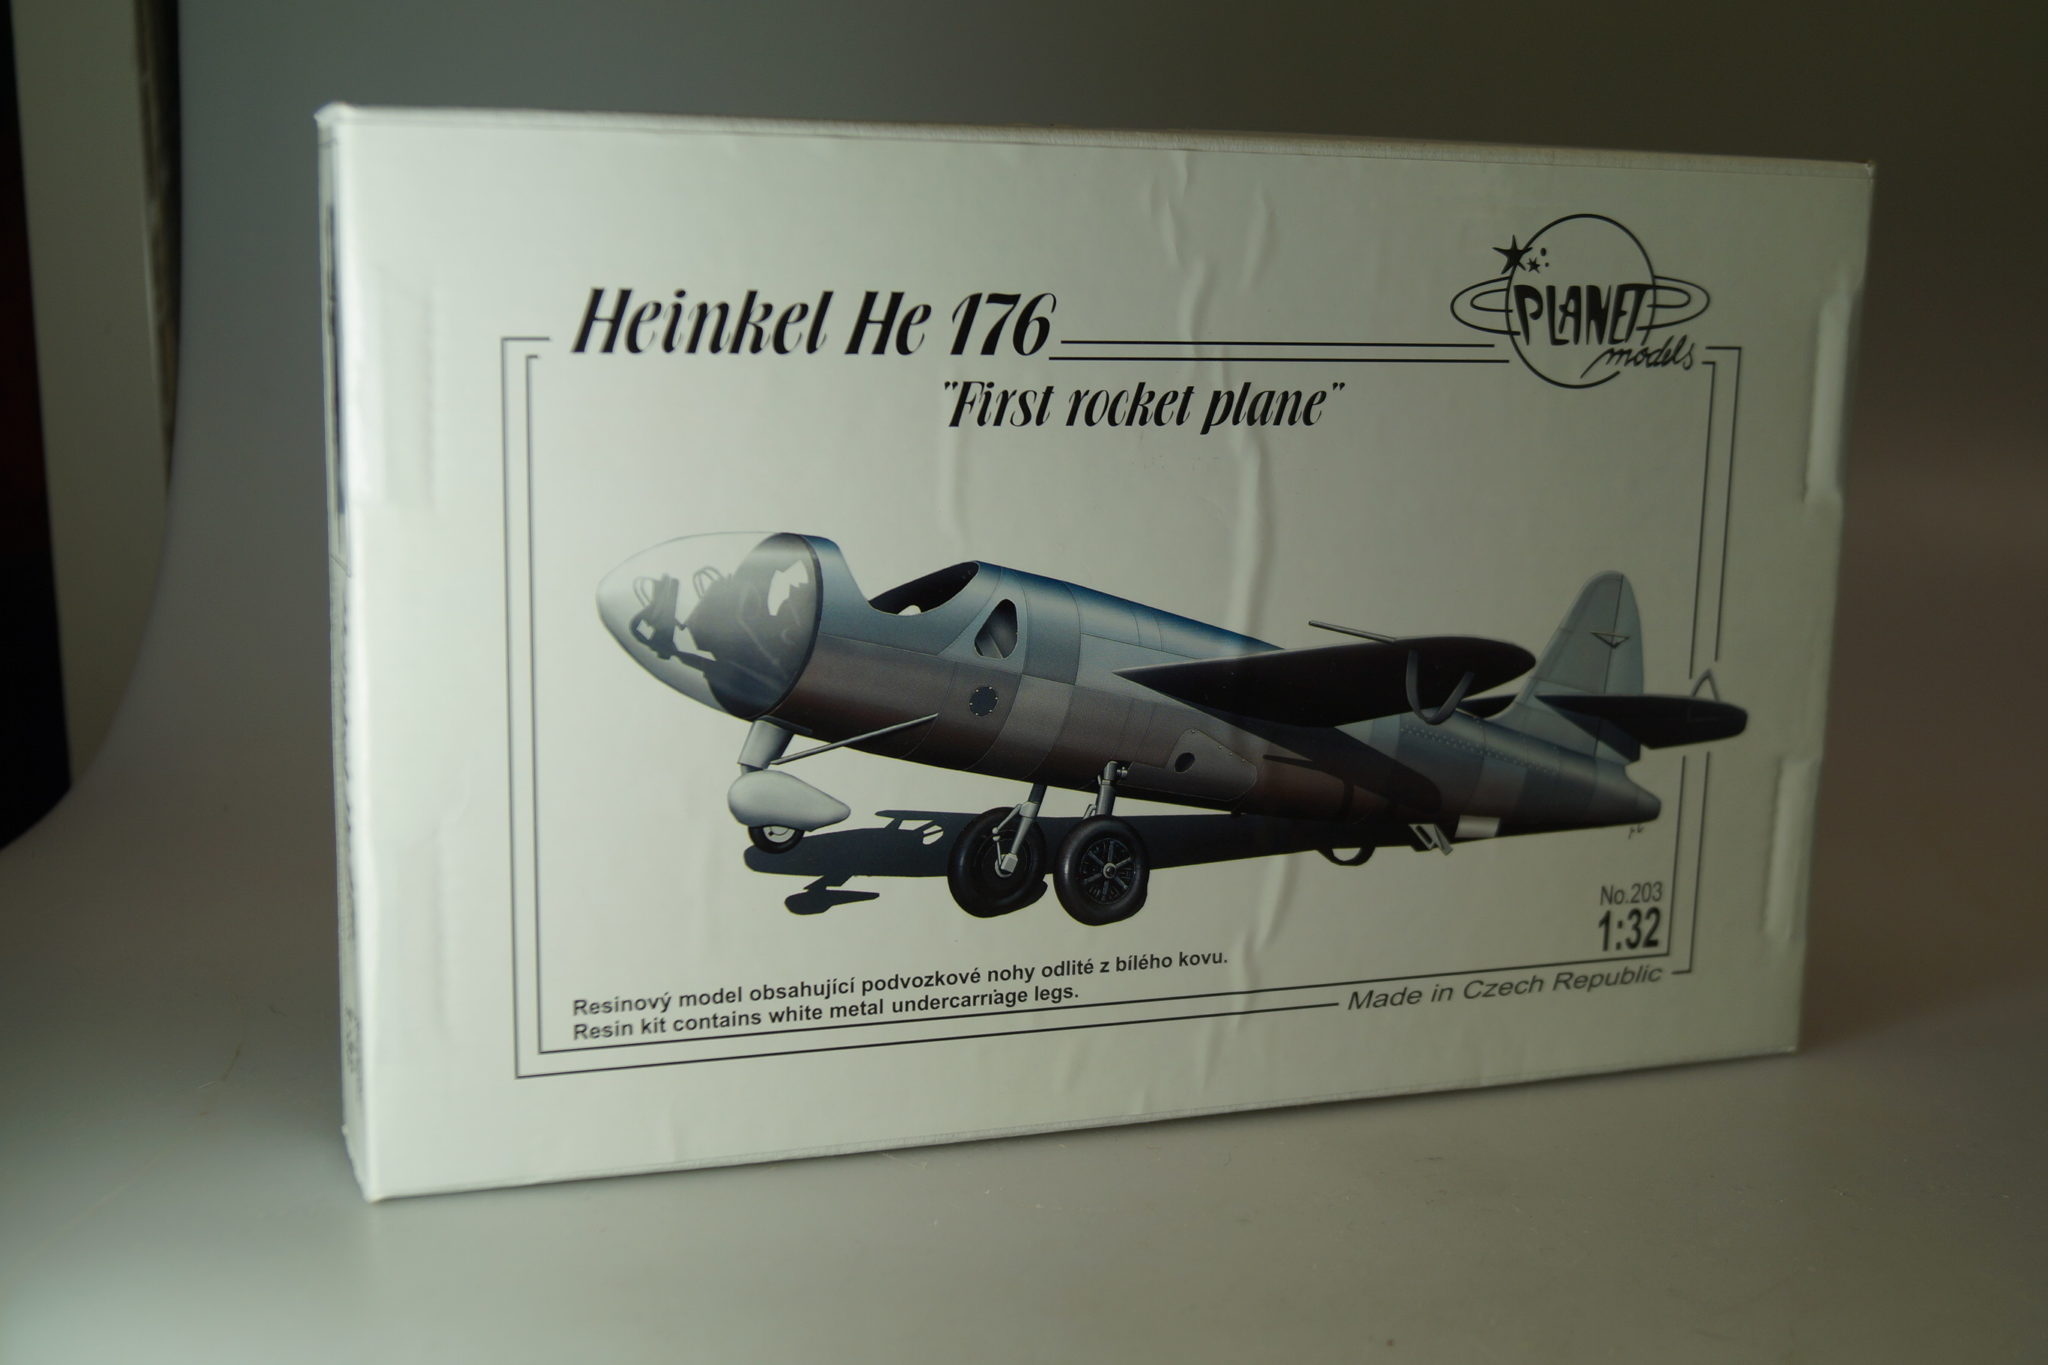 Heinkel He 176
PLANET
models
"First rocket plane"
No.203
1:32
Resinový model obsahující podvozkové nohy odlité z bílého kovu.
Resin kit contains white metal undercarriage legs.
Made in Czech Republic